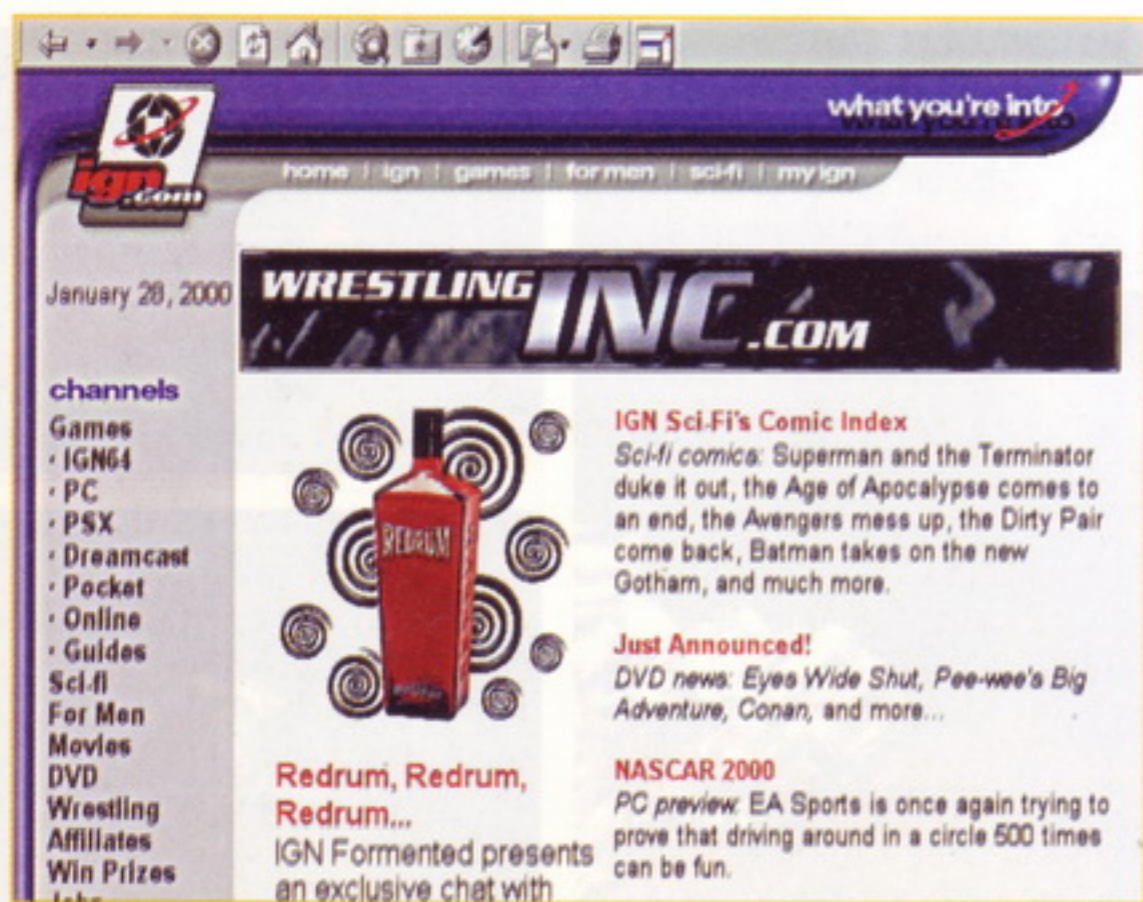 what you're into
what you're into
ign
.com
home | ign | games | for men | sci-fi | my ign
January 28, 2000
WRESTLING INC.COM
channels
Games
· IGN64
· PC
· PSX
· Dreamcast
· Pocket
· Online
· Guides
Sci-fi
For Men
Movies
DVD
Wrestling
Affiliates
Win Prizes
Jobs
REDRUM
Redrum, Redrum,
Redrum...
IGN Formented presents
an exclusive chat with
IGN Sci-Fi's Comic Index
Sci-fi comics: Superman and the Terminator
duke it out, the Age of Apocalypse comes to
an end, the Avengers mess up, the Dirty Pair
come back, Batman takes on the new
Gotham, and much more.
Just Announced!
DVD news: Eyes Wide Shut, Pee-wee's Big
Adventure, Conan, and more...
NASCAR 2000
PC preview: EA Sports is once again trying to
prove that driving around in a circle 500 times
can be fun.